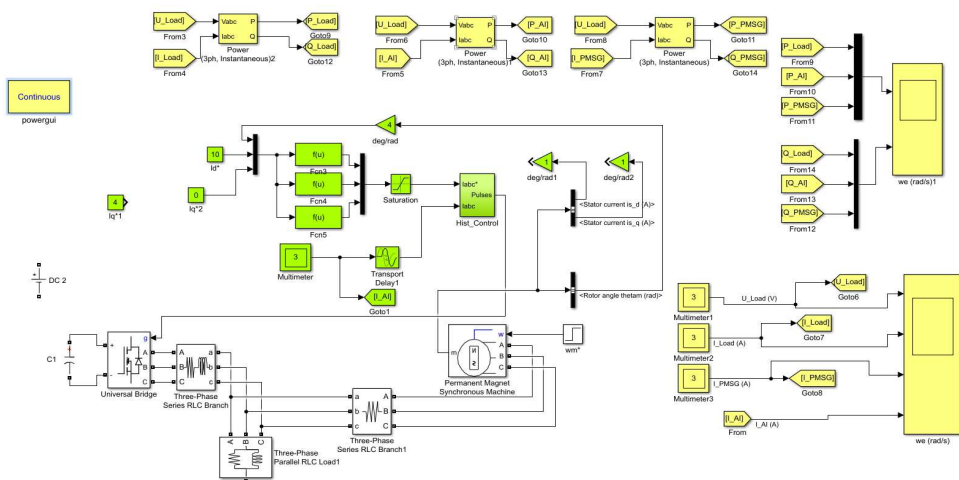 [U_Load]
From3
[I_Load]
From4
Vabc
P
Iabc
Q
Power
(3ph, Instantaneous)2
[P_Load]
Goto9
[Q_Load]
Goto12
[U_Load]
From6
[I_AI]
From5
Vabc
P
Iabc
Q
Power
(3ph, Instantaneous)1
[P_AI]
Goto10
[Q_AI]
Goto13
[U_Load]
From8
[I_PMSG]
From7
Vabc
P
Iabc
Q
Power
(3ph, Instantaneous)
[P_PMSG]
Goto11
[Q_PMSG]
Goto14
[P_Load]
From9
[P_AI]
From10
[P_PMSG]
From11
[Q_Load]
From14
[Q_AI]
From13
[Q_PMSG]
From12
we (rad/s)1
Continuous
powergui
4
deg/rad
10
Id*
0
Iq*2
4
Iq*1
f(u)
Fcn3
f(u)
Fcn4
f(u)
Fcn5
Saturation
Iabc*
Pulses
Iabc
Hist_Control
3
Multimeter
Transport
Delay1
[I_AI]
Goto1
1
deg/rad1
1
deg/rad2
<Stator current is_d (A)>
<Stator current is_q (A)>
<Rotor angle thetam (rad)>
DC 2
C1
+
-
g
A
B
C
Universal Bridge
A
B
C
a
b
c
Three-Phase
Series RLC Branch
A
B
C
Three-Phase
Parallel RLC Load1
a
b
c
A
B
C
Three-Phase
Series RLC Branch1
w
m
N
S
A
B
C
Permanent Magnet
Synchronous Machine
wm*
3
Multimeter1
U_Load (V)
[U_Load]
Goto6
3
Multimeter2
I_Load (A)
[I_Load]
Goto7
3
Multimeter3
I_PMSG (A)
[I_PMSG]
Goto8
[I_AI]
From
I_AI (A)
we (rad/s)